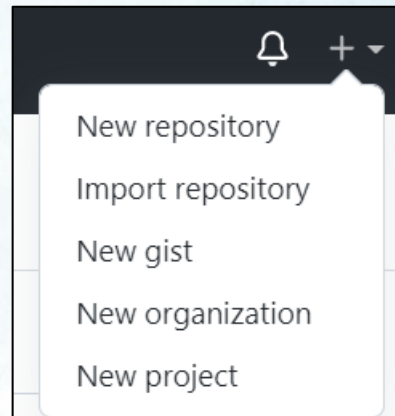 New repository
Import repository
New gist
New organization
New project